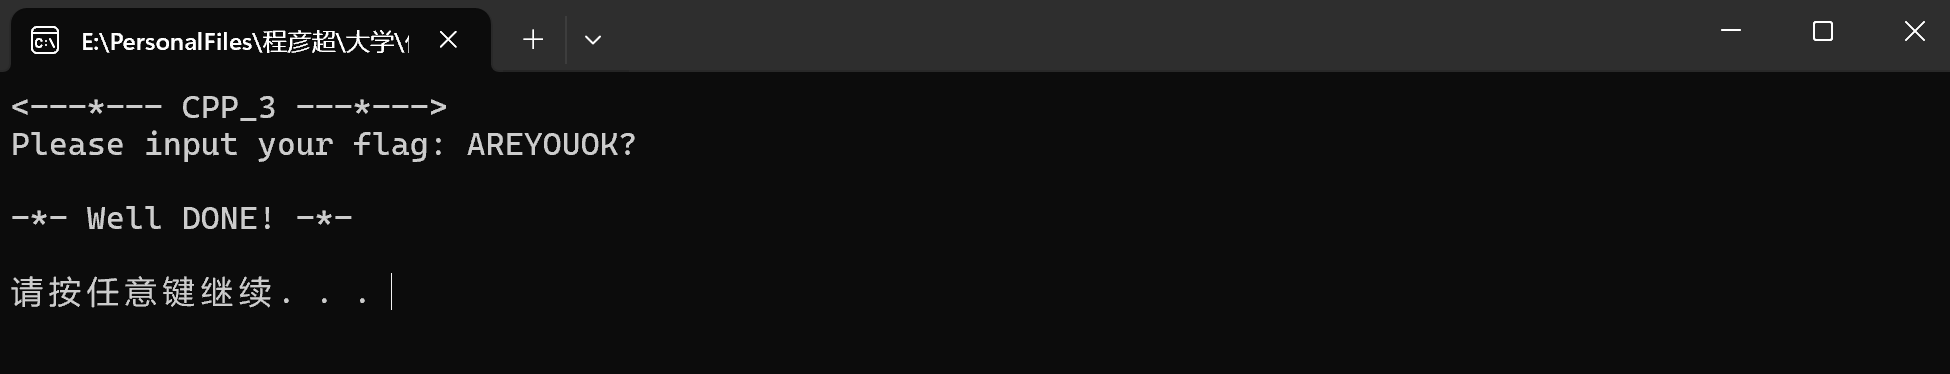 E:\PersonalFiles\程彦超\大学\
<---*--- CPP_3 ---*--->
Please input your flag: AREYOUOK?
-*- Well DONE! -*-
请按任意键继续. . .